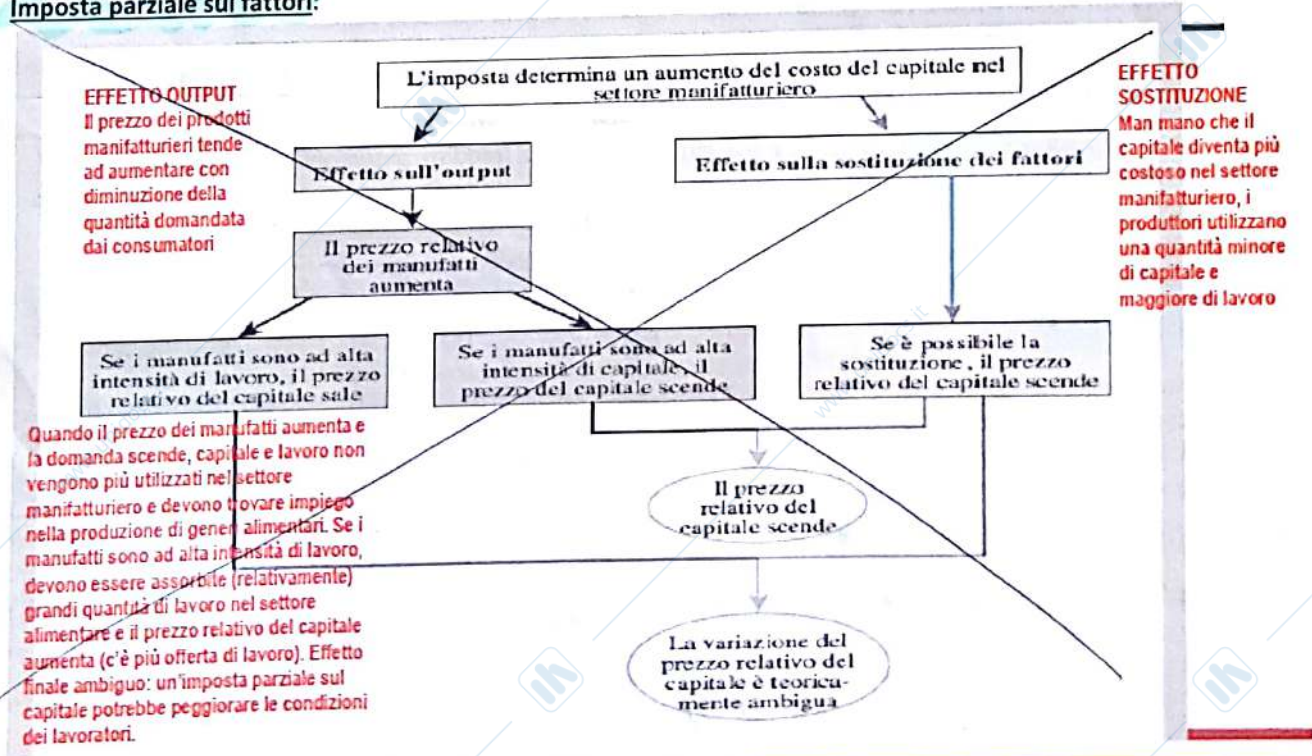 Imposta parziale sui fattori:
L'imposta determina un aumento del costo del capitale nel
settore manifatturiero
EFFETTO OUTPUT
Il prezzo dei prodotti
manifatturieri tende
ad aumentare con
diminuzione della
quantità domandata
dai consumatori
EFFETTO
SOSTITUZIONE
Man mano che il
capitale diventa più
costoso nel settore
manifatturiero, i
produttori utilizzano
una quantità minore
di capitale e
maggiore di lavoro
Effetto sull'output
Effetto sulla sostituzione dei fattori
Il prezzo relativo
dei manufatti
aumenta
Se i manufatti sono ad alta
intensità di lavoro, il prezzo
relativo del capitale sale
Se i manufatti sono ad alta
intensità di capitale, il
prezzo del capitale scende
Se è possibile la
sostituzione, il prezzo
relativo del capitale scende
Quando il prezzo dei manufatti aumenta e
la domanda scende, capitale e lavoro non
vengono più utilizzati nel settore
manifatturiero e devono trovare impiego
nella produzione di generi alimentari. Se i
manufatti sono ad alta intensità di lavoro,
devono essere assorbite (relativamente)
grandi quantità di lavoro nel settore
alimentare e il prezzo relativo del capitale
aumenta (c'è più offerta di lavoro). Effetto
finale ambiguo: un'imposta parziale sul
capitale potrebbe peggiorare le condizioni
dei lavoratori.
Il prezzo
relativo del
capitale scende
La variazione del
prezzo relativo del
capitale è teorica-
mente ambigua